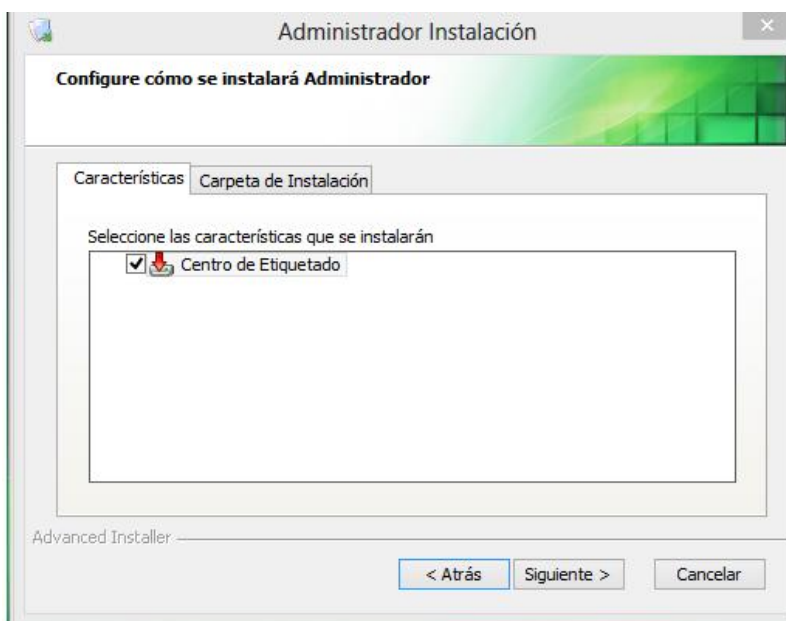 Administrador Instalación
Configure cómo se instalará Administrador
Características
Carpeta de Instalación
Seleccione las características que se instalarán
Centro de Etiquetado
Advanced Installer
< Atrás
Siguiente >
Cancelar